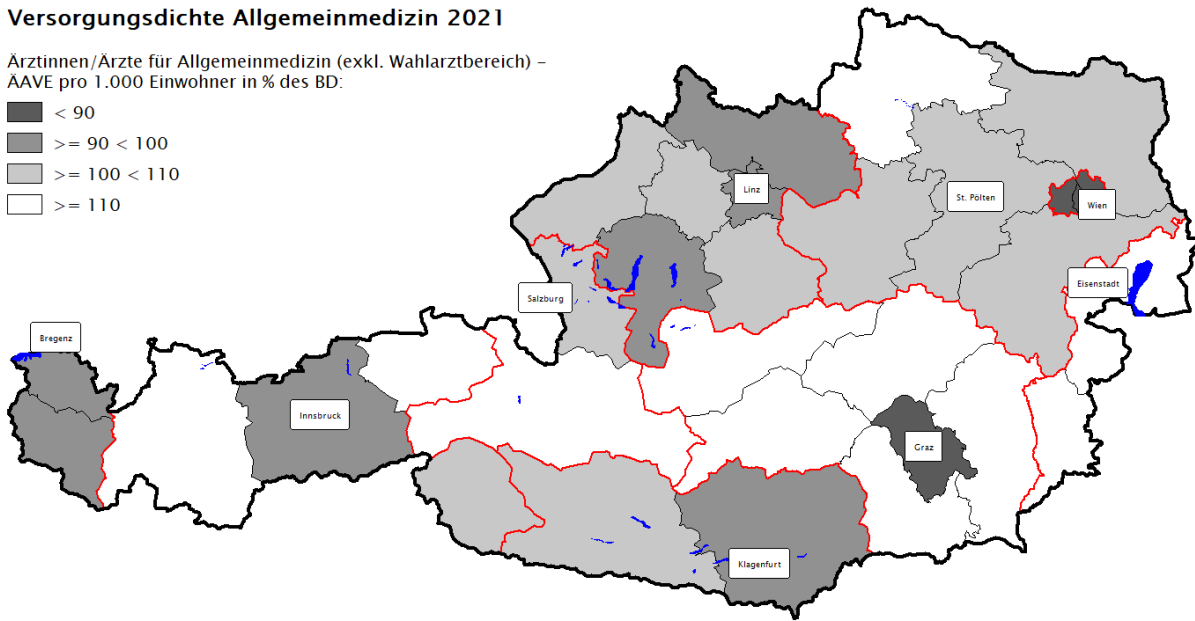 Versorgungsdichte Allgemeinmedizin 2021
Ärztinnen/Ärzte für Allgemeinmedizin (exkl. Wahlarztbereich) –
ÄAVE pro 1.000 Einwohner in % des BD:
< 90
>= 90 < 100
>= 100 < 110
>= 110
Linz
St. Pölten
Wien
Eisenstadt
Salzburg
Bregenz
Innsbruck
Graz
Klagenfurt